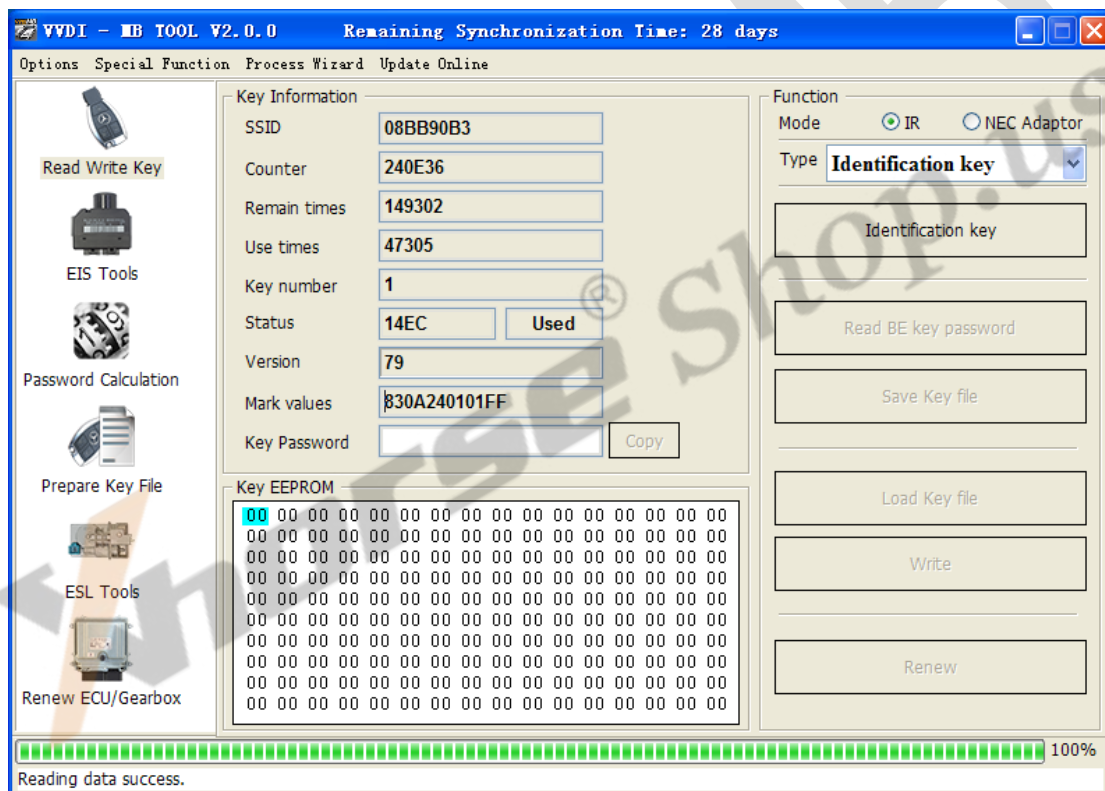 VVDI - MB TOOL V2.0.0 Remaining Synchronization Time: 28 days
Options Special Function Process Wizard Update Online
Read Write Key
EIS Tools
Password Calculation
Prepare Key File
ESL Tools
Renew ECU/Gearbox
Key Information
SSID 08BB90B3
Counter 240E36
Remain times 149302
Use times 47305
Key number 1
Status 14EC Used
Version 79
Mark values 830A240101FF
Key Password Copy
Key EEPROM
00 00 00 00 00 00 00 00 00 00 00 00 00 00 00 00
00 00 00 00 00 00 00 00 00 00 00 00 00 00 00 00
00 00 00 00 00 00 00 00 00 00 00 00 00 00 00 00
00 00 00 00 00 00 00 00 00 00 00 00 00 00 00 00
00 00 00 00 00 00 00 00 00 00 00 00 00 00 00 00
00 00 00 00 00 00 00 00 00 00 00 00 00 00 00 00
00 00 00 00 00 00 00 00 00 00 00 00 00 00 00 00
00 00 00 00 00 00 00 00 00 00 00 00 00 00 00 00
00 00 00 00 00 00 00 00 00 00 00 00 00 00 00 00
00 00 00 00 00 00 00 00 00 00 00 00 00 00 00 00
Function
Mode IR NEC Adaptor
Type Identification key
Identification key
Read BE key password
Save Key file
Load Key file
Write
Renew
100%
Reading data success.
Xhorse® Shop.us